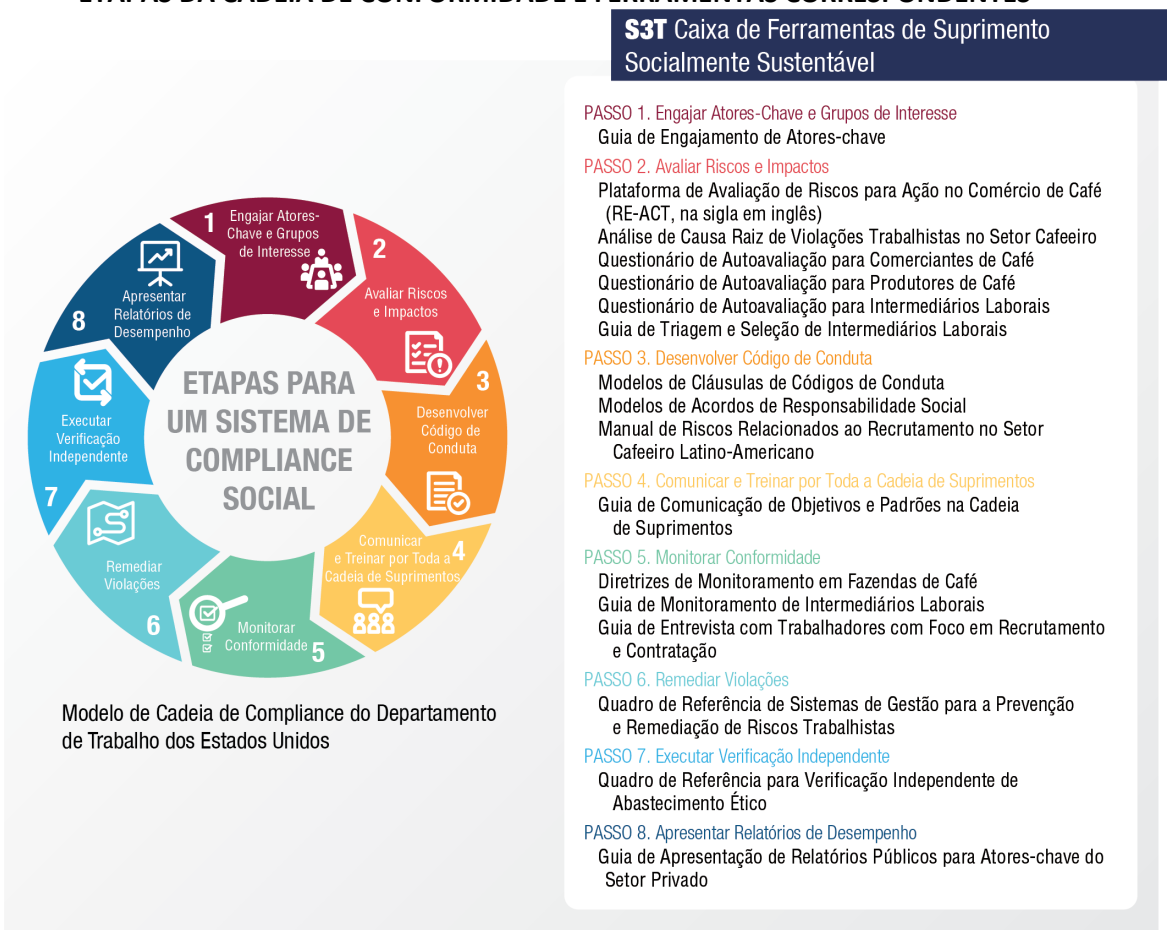 ETAPAS DA CADEIA DE CONFORMIDADE E FERRAMENTAS CORRESPONDENTES
S3T Caixa de Ferramentas de Suprimento
Socialmente Sustentável
1
Engajar Atores-
Chave e Grupos
de Interesse
2
Avaliar Riscos
e Impactos
3
Desenvolver
Código de
Conduta
Comunicar
e Treinar por Toda a
Cadeia de Suprimentos
4
Monitorar
Conformidade
5
Remediar
Violações
6
Executar
Verificação
Independente
7
Apresentar
Relatórios de
Desempenho
8
ETAPAS PARA
UM SISTEMA DE
COMPLIANCE
SOCIAL
Modelo de Cadeia de Compliance do Departamento
de Trabalho dos Estados Unidos
PASSO 1. Engajar Atores-Chave e Grupos de Interesse
Guia de Engajamento de Atores-chave
PASSO 2. Avaliar Riscos e Impactos
Plataforma de Avaliação de Riscos para Ação no Comércio de Café
(RE-ACT, na sigla em inglês)
Análise de Causa Raiz de Violações Trabalhistas no Setor Cafeeiro
Questionário de Autoavaliação para Comerciantes de Café
Questionário de Autoavaliação para Produtores de Café
Questionário de Autoavaliação para Intermediários Laborais
Guia de Triagem e Seleção de Intermediários Laborais
PASSO 3. Desenvolver Código de Conduta
Modelos de Cláusulas de Códigos de Conduta
Modelos de Acordos de Responsabilidade Social
Manual de Riscos Relacionados ao Recrutamento no Setor
Cafeeiro Latino-Americano
PASSO 4. Comunicar e Treinar por Toda a Cadeia de Suprimentos
Guia de Comunicação de Objetivos e Padrões na Cadeia
de Suprimentos
PASSO 5. Monitorar Conformidade
Diretrizes de Monitoramento em Fazendas de Café
Guia de Monitoramento de Intermediários Laborais
Guia de Entrevista com Trabalhadores com Foco em Recrutamento
e Contratação
PASSO 6. Remediar Violações
Quadro de Referência de Sistemas de Gestão para a Prevenção
e Remediação de Riscos Trabalhistas
PASSO 7. Executar Verificação Independente
Quadro de Referência para Verificação Independente de
Abastecimento Ético
PASSO 8. Apresentar Relatórios de Desempenho
Guia de Apresentação de Relatórios Públicos para Atores-chave do
Setor Privado